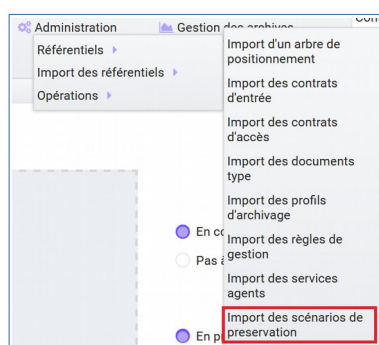 Administration
Gestion des archives
Référentiels
Import des référentiels
Opérations
Import d'un arbre de
positionnement
Import des contrats
d'entrée
Import des contrats
d'accès
Import des documents
type
Import des profils
d'archivage
En co
Import des règles de
gestion
Pas à
Import des services
agents
Import des scénarios de
preservation
En p